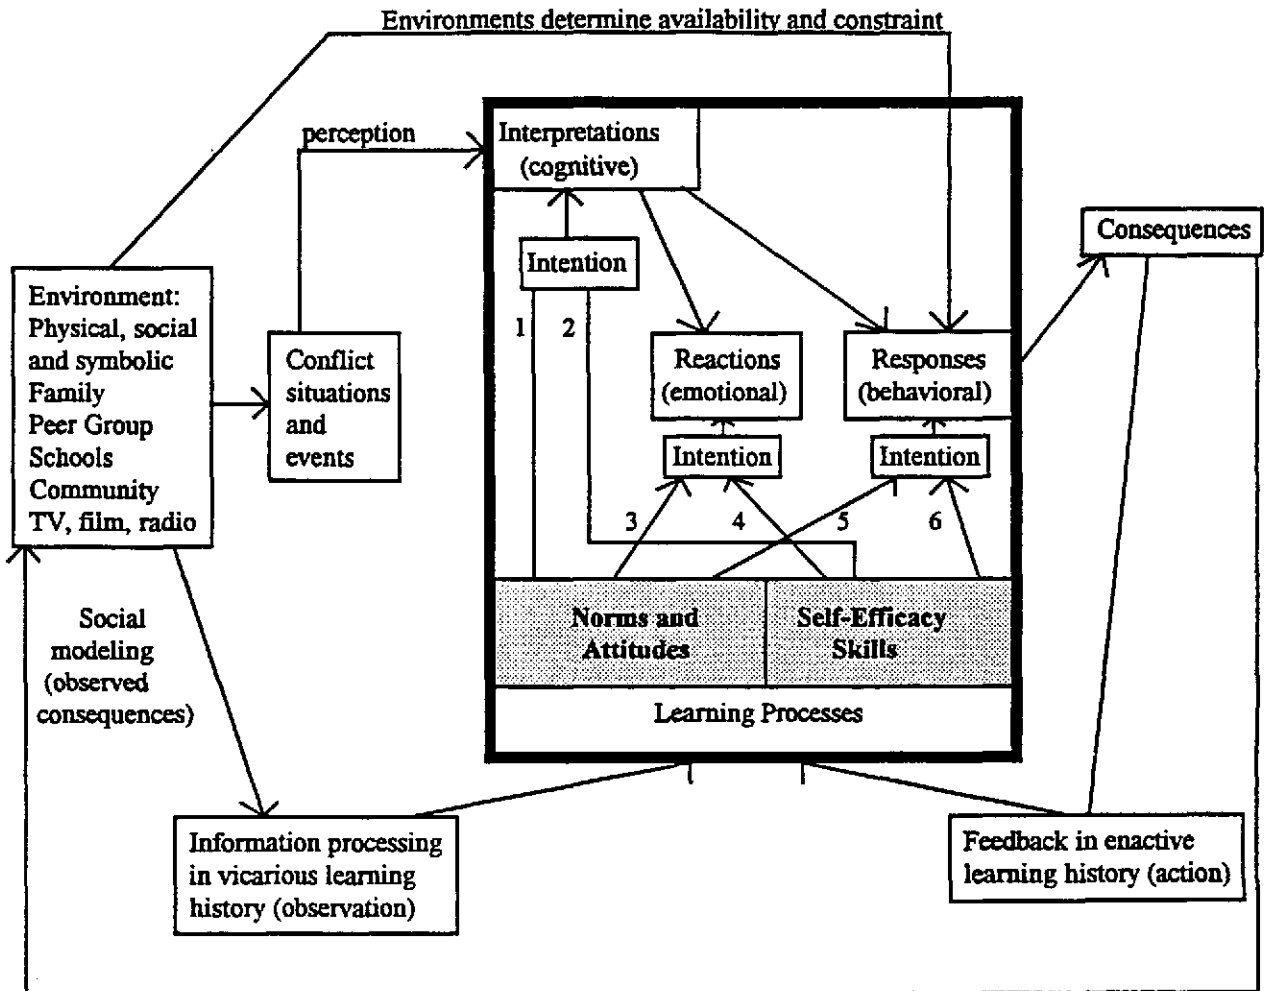 Environments determine availability and constraint
perception
Interpretations
(cognitive)
Intention
1
2
Consequences
Environment:
Physical, social
and symbolic
Family
Peer Group
Schools
Community
TV, film, radio
Conflict
situations
and
events
Reactions
(emotional)
Responses
(behavioral)
Intention
Intention
3
4
5
6
Norms and
Attitudes
Self-Efficacy
Skills
Learning Processes
Social
modeling
(observed
consequences)
Information processing
in vicarious learning
history (observation)
Feedback in enactive
learning history (action)